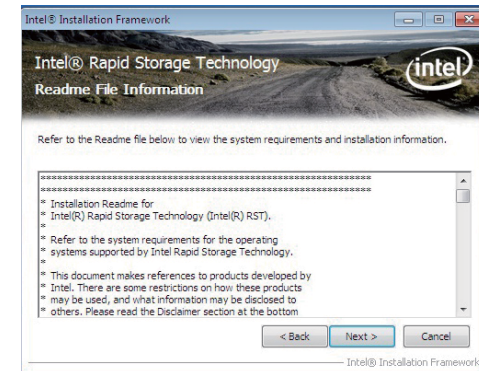 Intel® Installation Framework
Intel® Rapid Storage Technology
(intel)
Readme File Information
Refer to the Readme file below to view the system requirements and installation information.
************************************************************
************************************************************
* Installation Readme for
* Intel(R) Rapid Storage Technology (Intel(R) RST).
*
* Refer to the system requirements for the operating
* systems supported by Intel Rapid Storage Technology.
*
* This document makes references to products developed by
* Intel. There are some restrictions on how these products
* may be used, and what information may be disclosed to
* others. Please read the Disclaimer section at the bottom
< Back Next > Cancel
Intel® Installation Framework